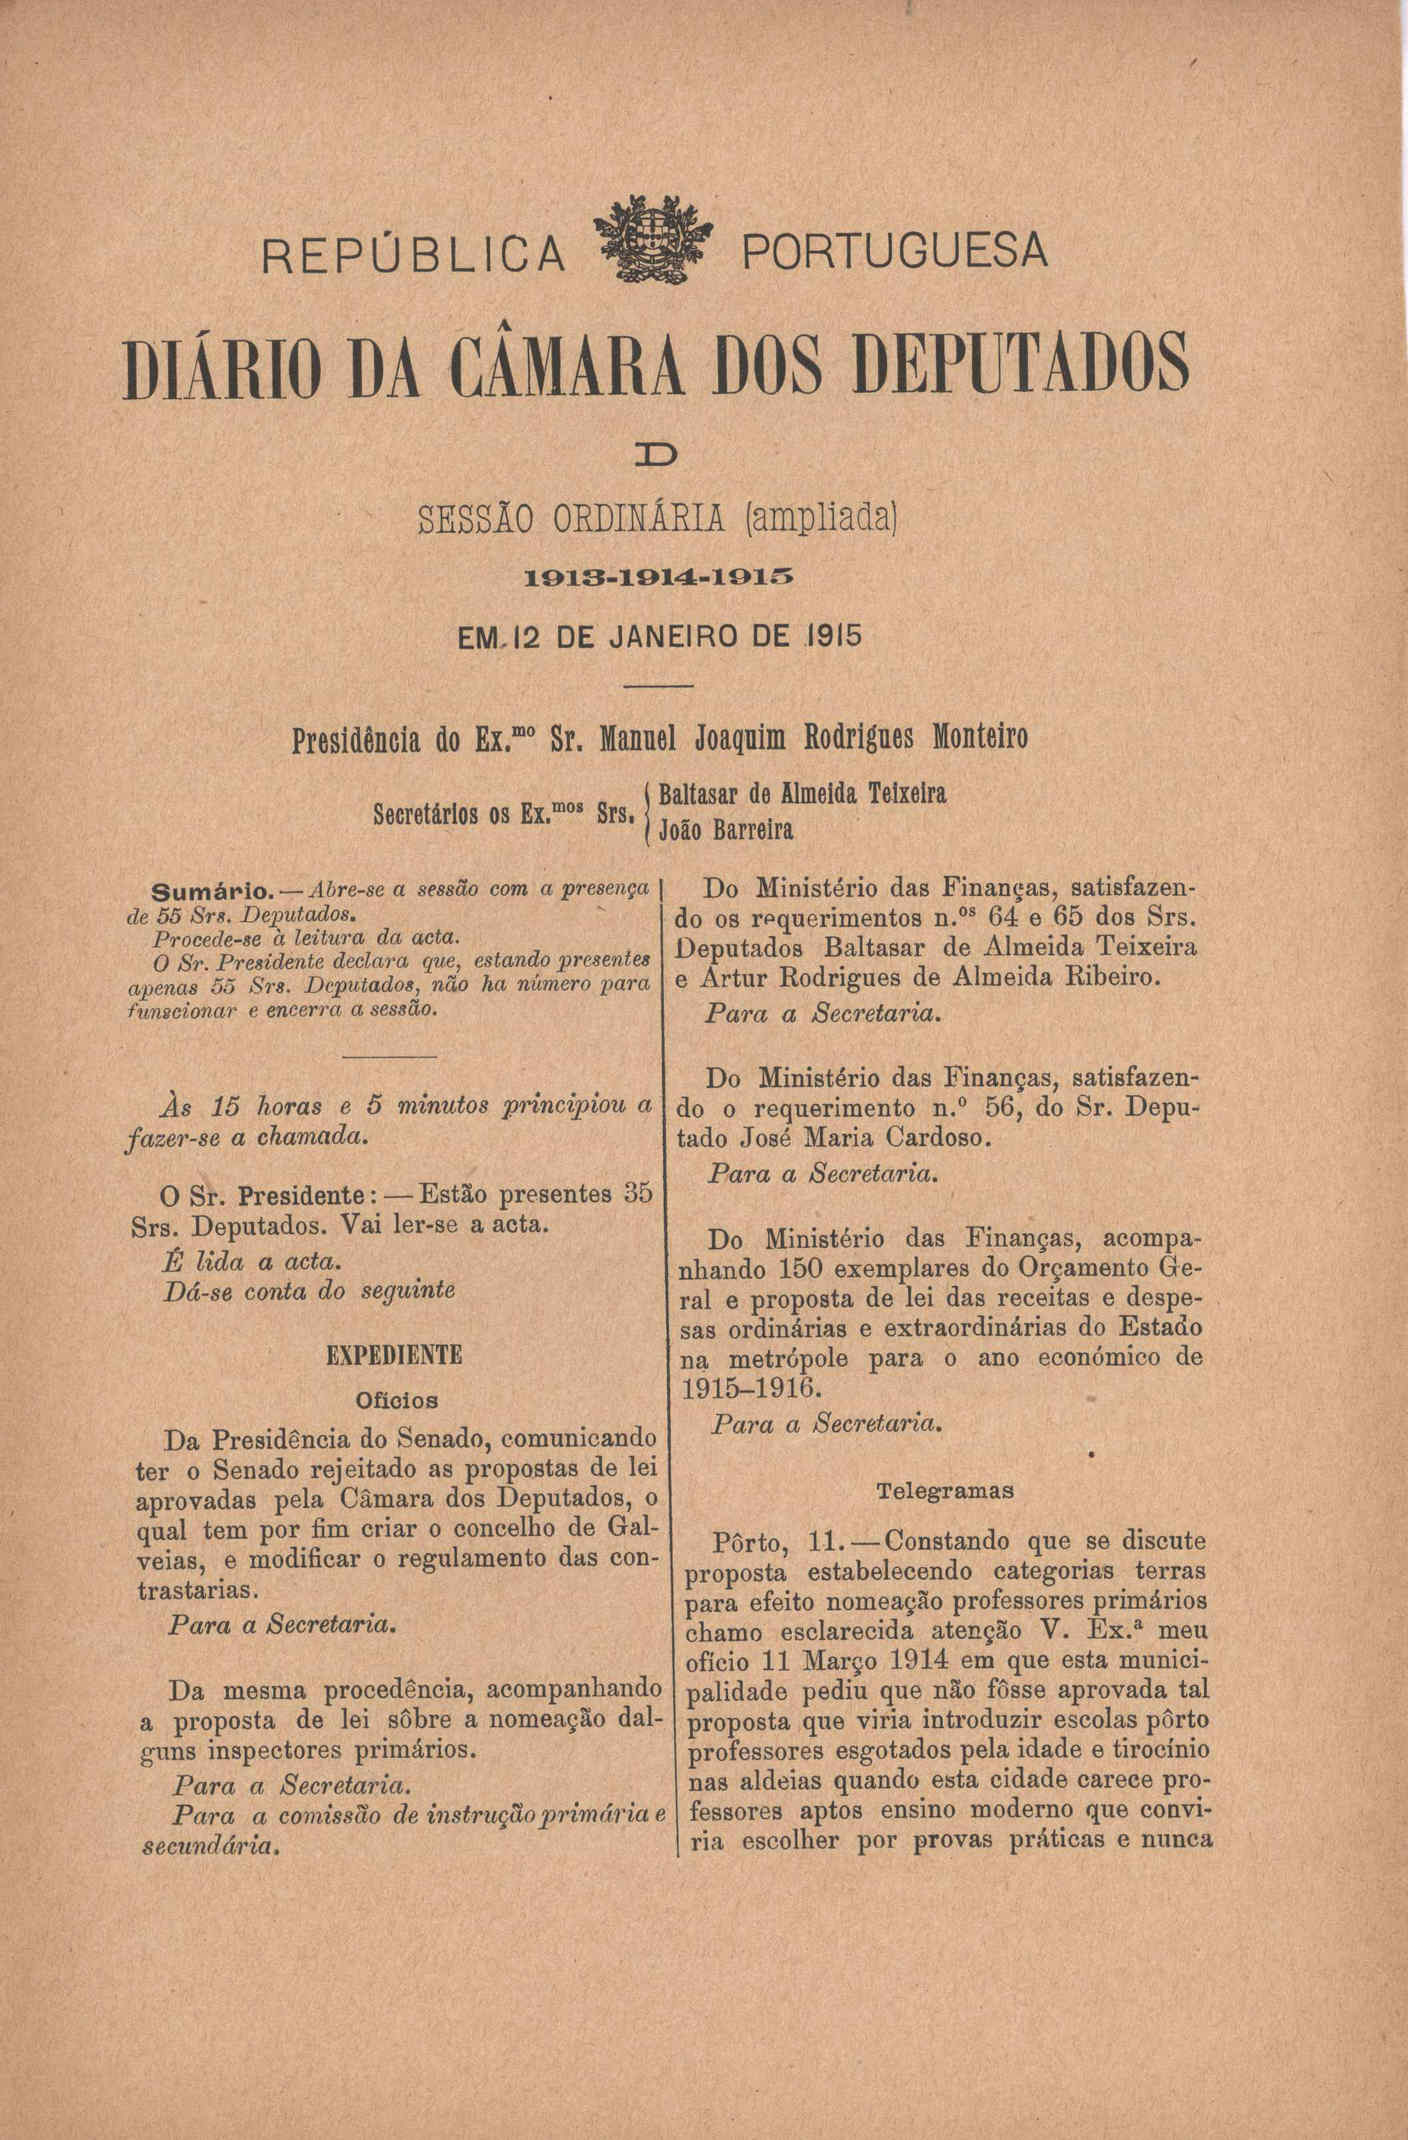 REPÚBLICA PORTUGUESA
DIÁRIO DA CÂMARA DOS DEPUTADOS
D
SESSÃO ORDINÁRIA (ampliada)
1913-1914-1915
EM 12 DE JANEIRO DE 1915
Presidência do Ex.mo Sr. Manuel Joaquim Rodrigues Monteiro
Secretários os Ex.mos Srs.
Baltasar de Almeida Teixeira
João Barreira
Sumário. — Abre-se a sessão com a presença
de 55 Srs. Deputados.
Procede-se à leitura da acta.
O Sr. Presidente declara que, estando presentes
apenas 55 Srs. Deputados, não ha número para
funscionar e encerra a sessão.
Às 15 horas e 5 minutos principiou a
fazer-se a chamada.
O Sr. Presidente: — Estão presentes 35
Srs. Deputados. Vai ler-se a acta.
É lida a acta.
Dá-se conta do seguinte
EXPEDIENTE
Ofícios
Da Presidência do Senado, comunicando
ter o Senado rejeitado as propostas de lei
aprovadas pela Câmara dos Deputados, o
qual tem por fim criar o concelho de Gal-
veias, e modificar o regulamento das con-
trastarias.
Para a Secretaria.
Da mesma procedência, acompanhando
a proposta de lei sôbre a nomeação dal-
guns inspectores primários.
Para a Secretaria.
Para a comissão de instrução primária e
secundária.
Do Ministério das Finanças, satisfazen-
do os requerimentos n.os 64 e 65 dos Srs.
Deputados Baltasar de Almeida Teixeira
e Artur Rodrigues de Almeida Ribeiro.
Para a Secretaria.
Do Ministério das Finanças, satisfazen-
do o requerimento n.º 56, do Sr. Depu-
tado José Maria Cardoso.
Para a Secretaria.
Do Ministério das Finanças, acompa-
nhando 150 exemplares do Orçamento Ge-
ral e proposta de lei das receitas e despe-
sas ordinárias e extraordinárias do Estado
na metrópole para o ano económico de
1915–1916.
Para a Secretaria.
Telegramas
Pôrto, 11. — Constando que se discute
proposta estabelecendo categorias terras
para efeito nomeação professores primários
chamo esclarecida atenção V. Ex.ª meu
ofício 11 Março 1914 em que esta munici-
palidade pediu que não fôsse aprovada tal
proposta que viria introduzir escolas pôrto
professores esgotados pela idade e tirocínio
nas aldeias quando esta cidade carece pro-
fessores aptos ensino moderno que convi-
ria escolher por provas práticas e nunca